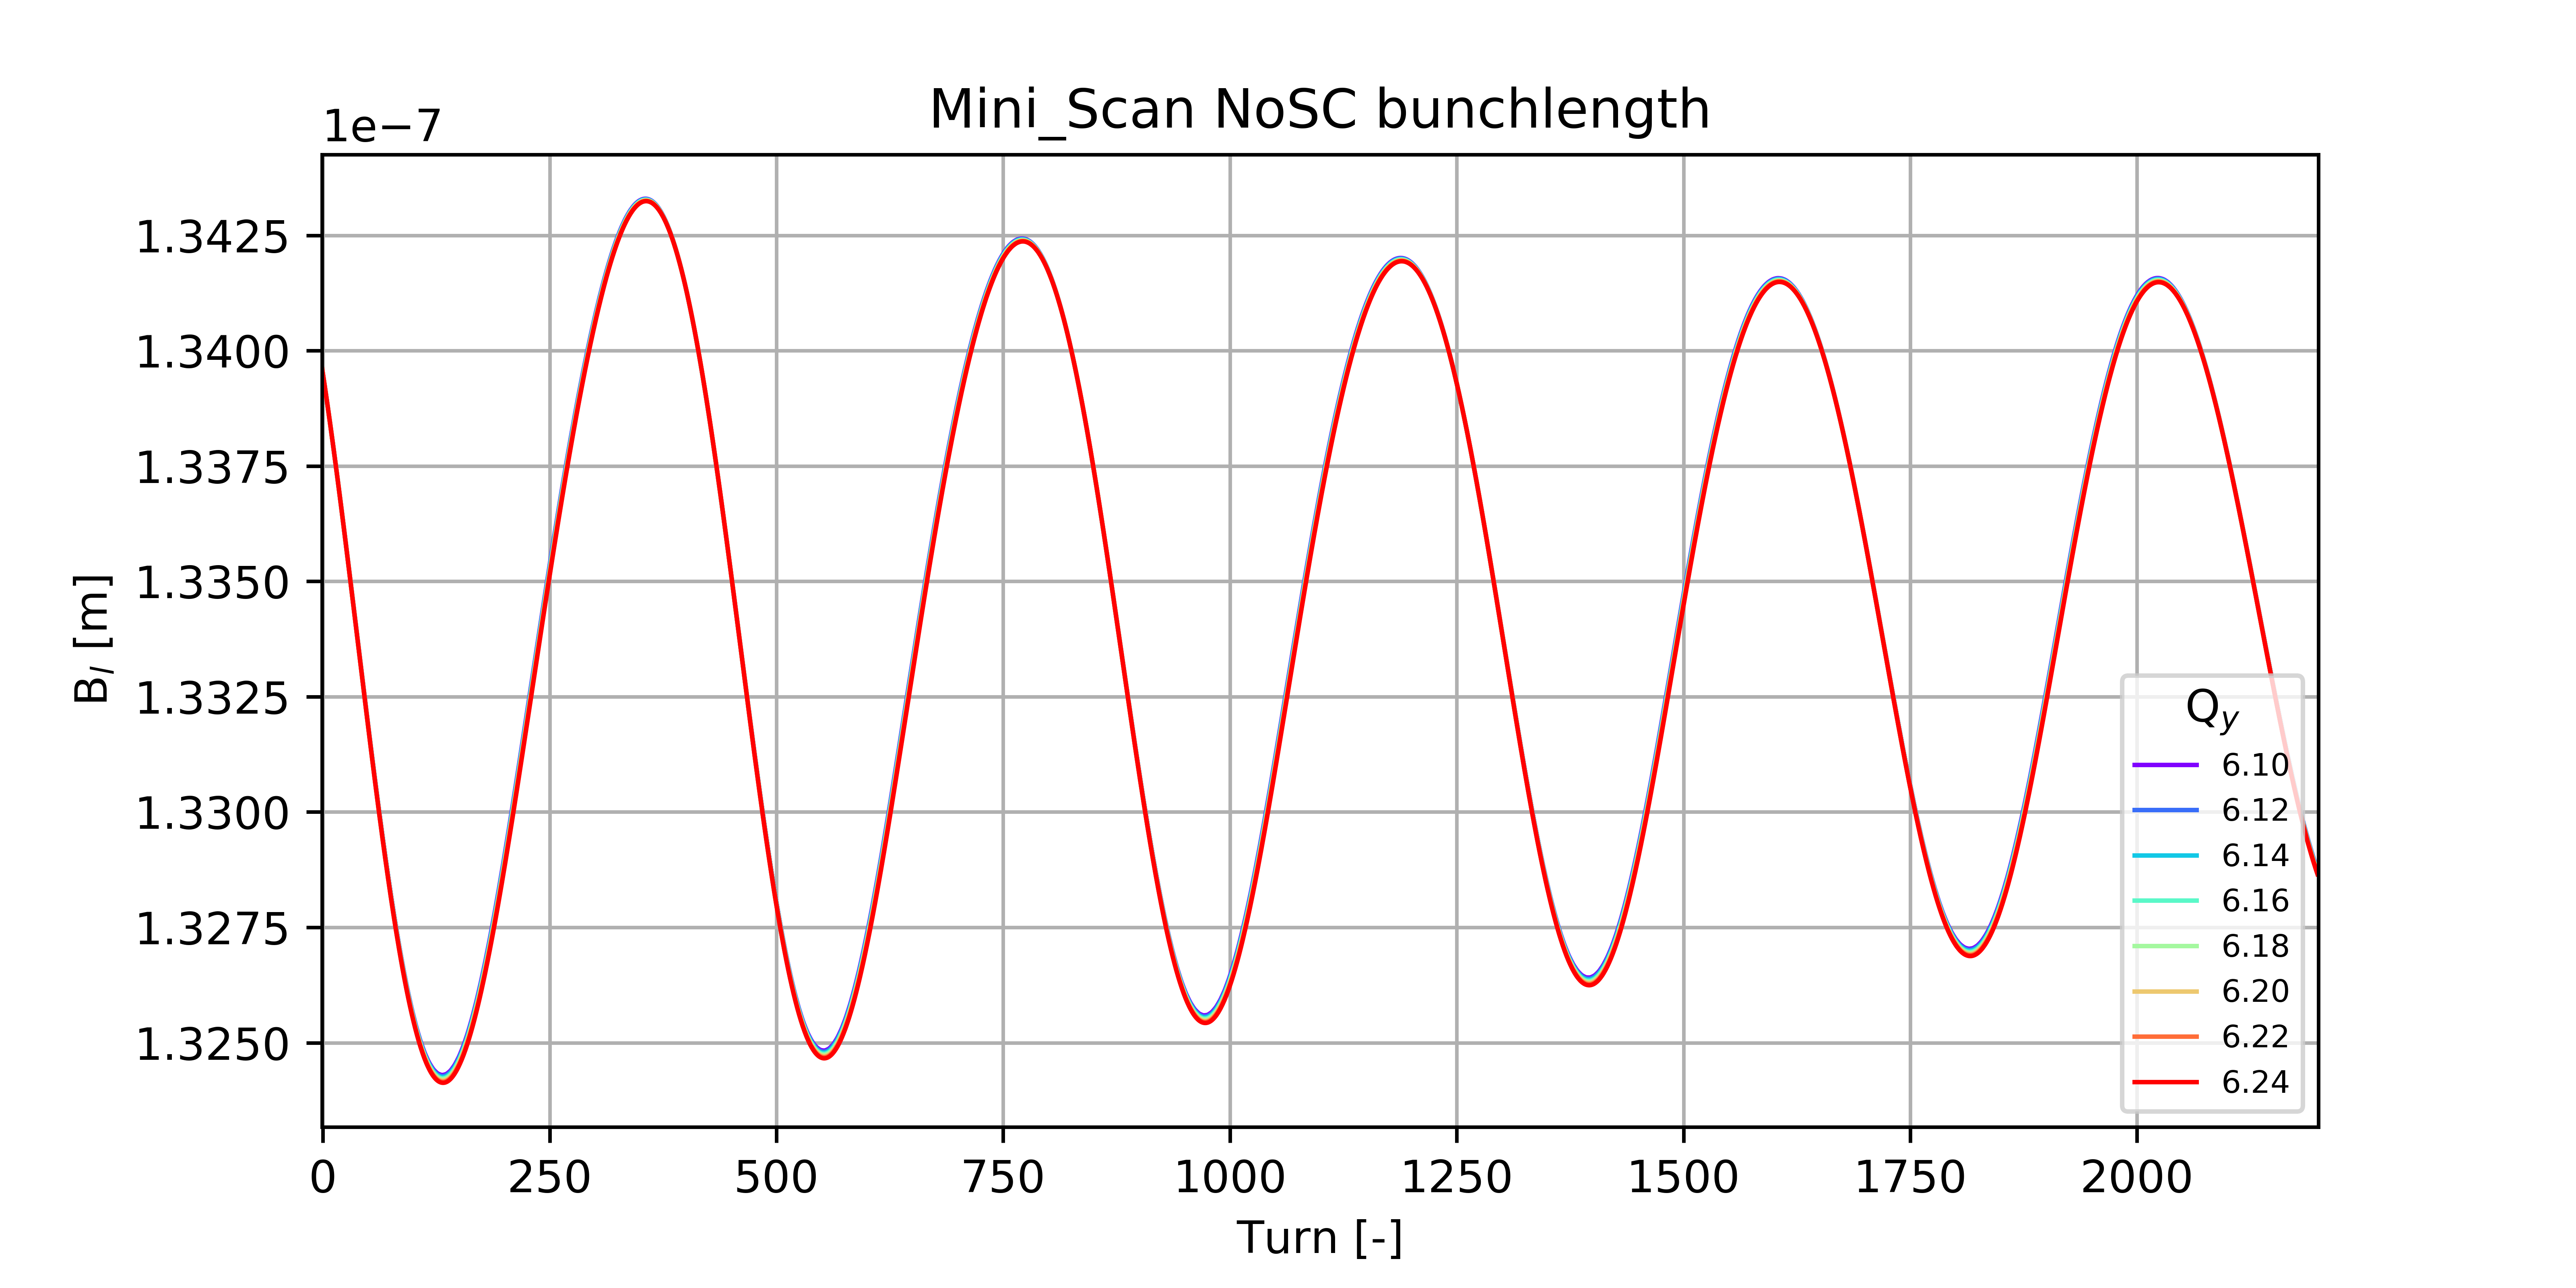 Mini_Scan NoSC bunchlength
1e−7
1.3425
1.3400
1.3375
1.3350
1.3325
1.3300
1.3275
1.3250
B_l [m]
Q_y
6.10
6.12
6.14
6.16
6.18
6.20
6.22
6.24
0 250 500 750 1000 1250 1500 1750 2000
Turn [-]